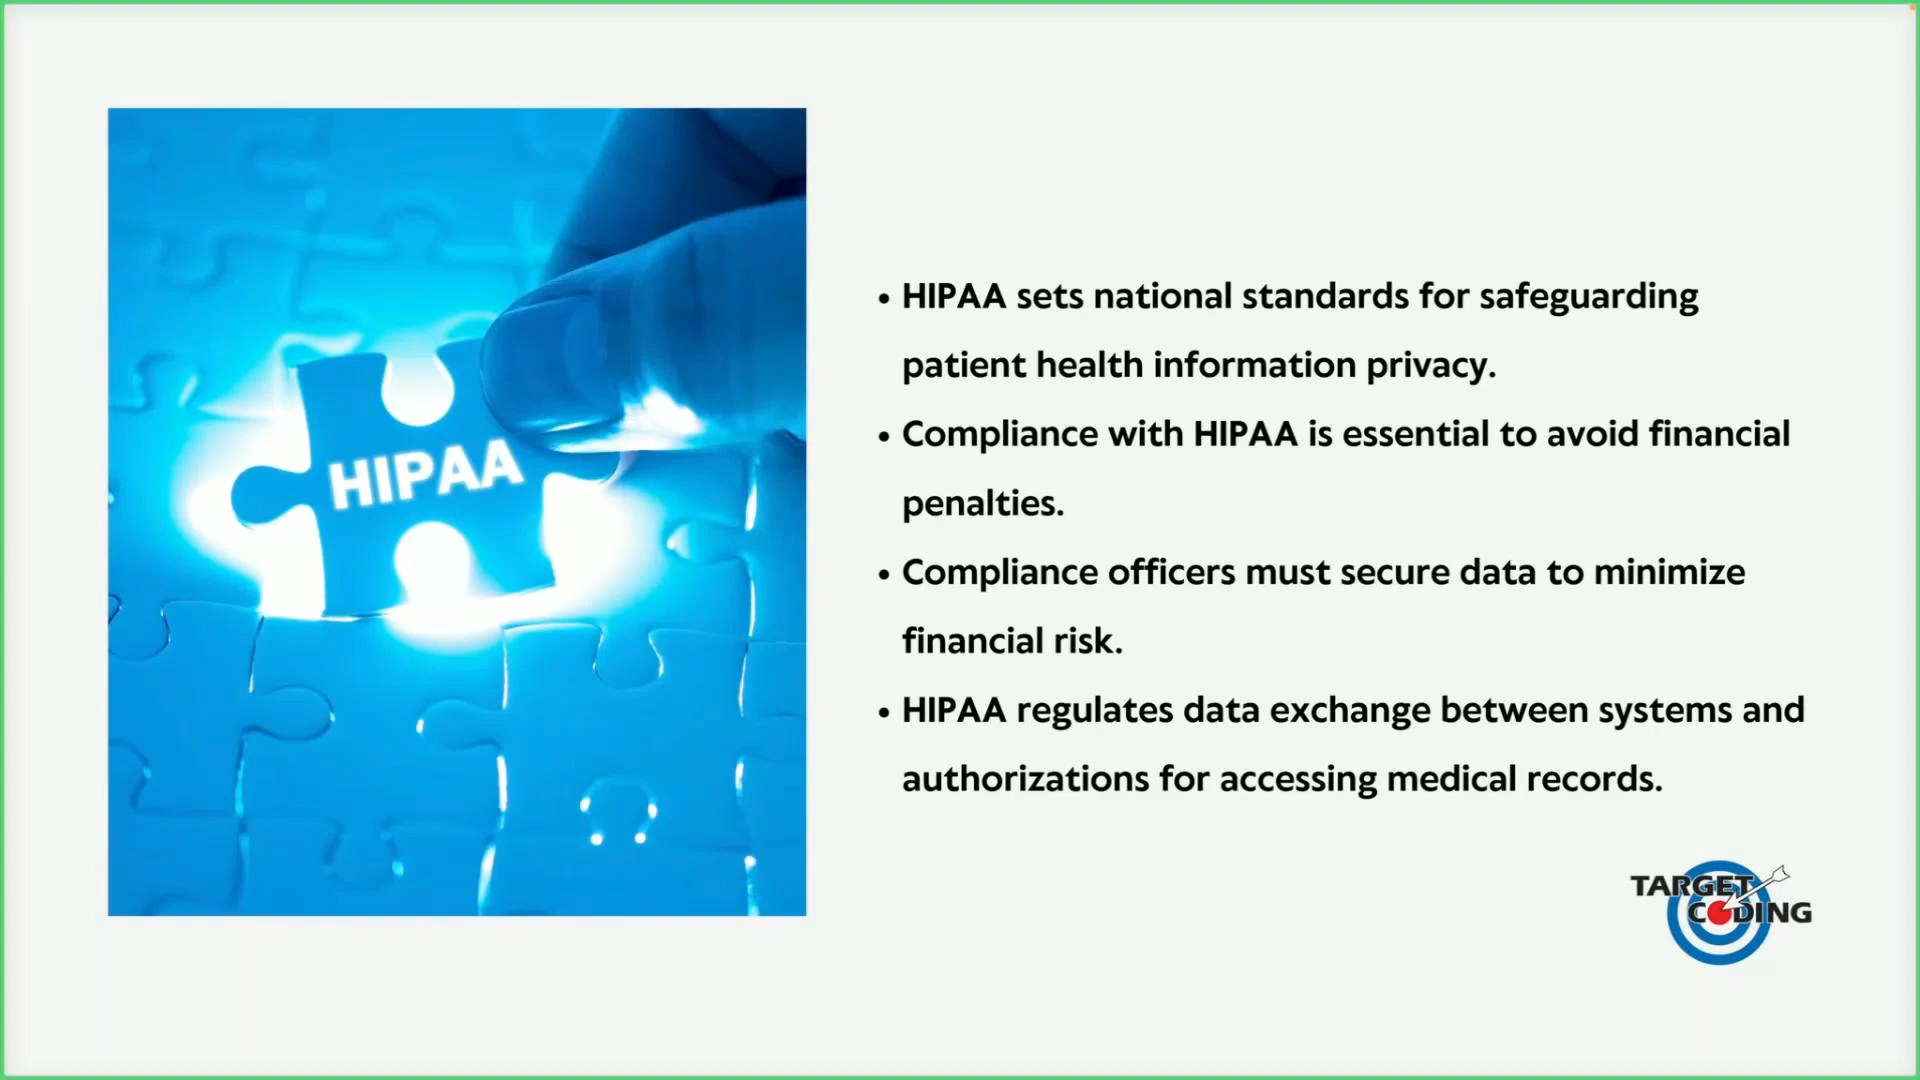 HIPAA
• HIPAA sets national standards for safeguarding
patient health information privacy.
• Compliance with HIPAA is essential to avoid financial
penalties.
• Compliance officers must secure data to minimize
financial risk.
• HIPAA regulates data exchange between systems and
authorizations for accessing medical records.
TARGET
CODING